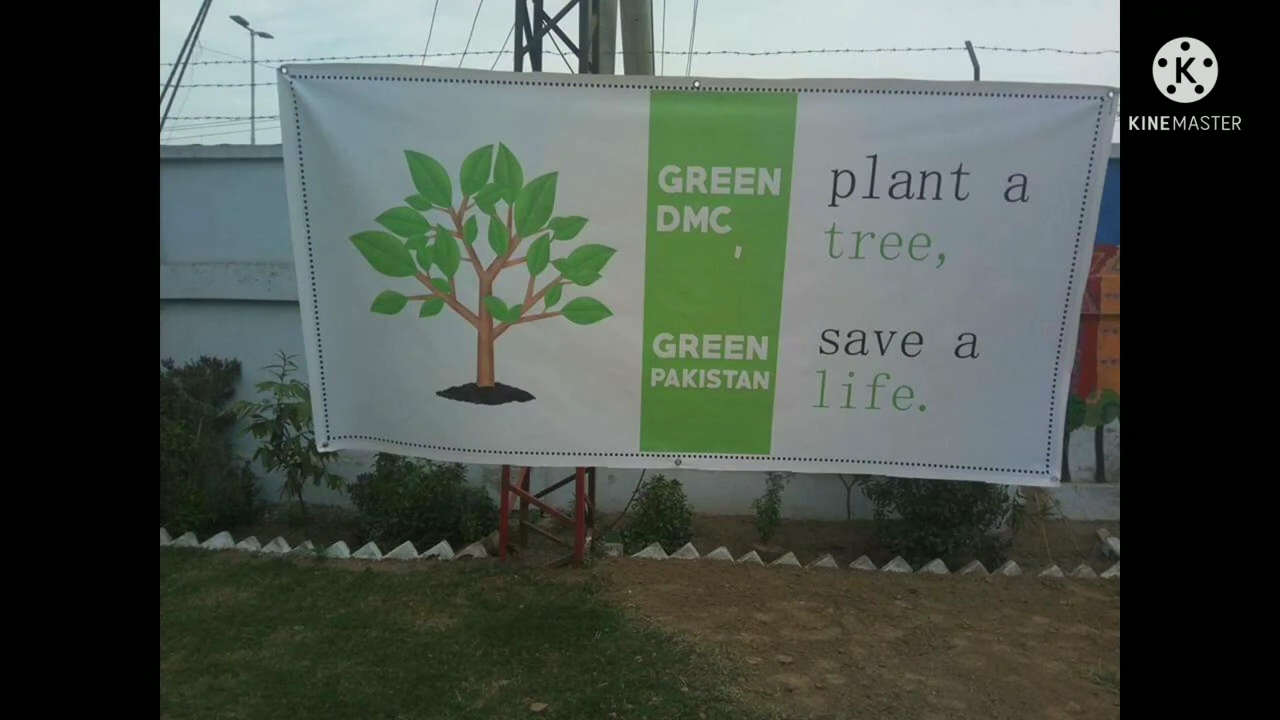 GREEN
DMC
,
GREEN
PAKISTAN
plant a
tree,
save a
life.
K
KINEMASTER